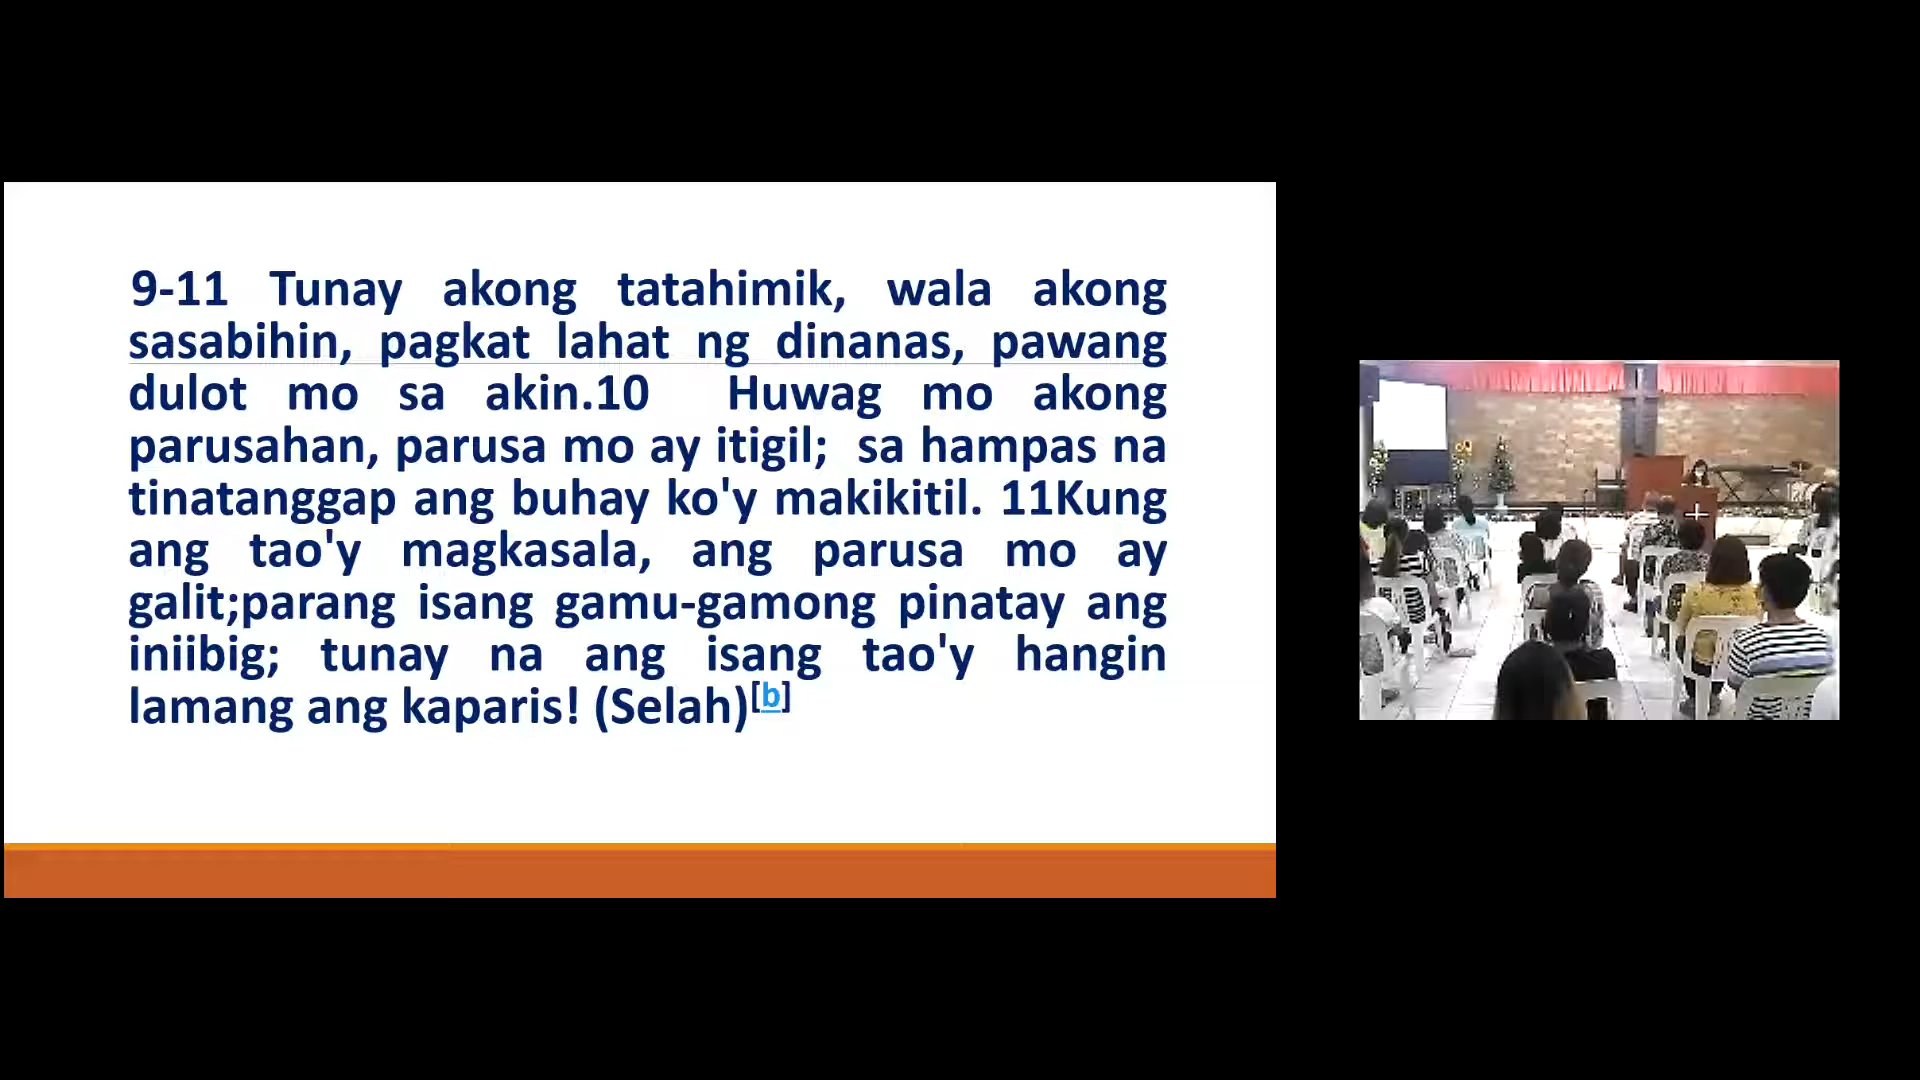 9-11 Tunay akong tatahimik, wala akong
sasabihin, pagkat lahat ng dinanas, pawang
dulot mo sa akin.10 Huwag mo akong
parusahan, parusa mo ay itigil; sa hampas na
tinatanggap ang buhay ko'y makikitil. 11Kung
ang tao'y magkasala, ang parusa mo ay
galit;parang isang gamu-gamong pinatay ang
iniibig; tunay na ang isang tao'y hangin
lamang ang kaparis! (Selah)[b]